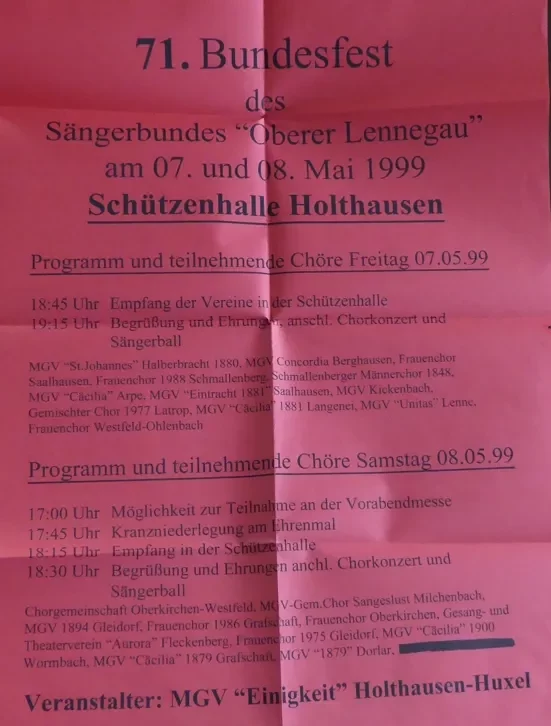 71. Bundesfest
des
Sängerbundes "Oberer Lennegau"
am 07. und 08. Mai 1999
Schützenhalle Holthausen
Programm und teilnehmende Chöre Freitag 07.05.99
18:45 Uhr Empfang der Vereine in der Schützenhalle
19:15 Uhr Begrüßung und Ehrungen, anschl. Chorkonzert und
Sängerball
MGV "St.Johannes" Halberbracht 1880, MGV Concordia Berghausen, Frauenchor
Saalhausen, Frauenchor 1988 Schmallenberg, Schmallenberger Männerchor 1848,
MGV "Cäcilia" Arpe, MGV "Eintracht 1881" Saalhausen, MGV Kickenbach,
Gemischter Chor 1977 Latrop, MGV "Cäcilia" 1881 Langenei, MGV "Unitas" Lenne,
Frauenchor Westfeld-Ohlenbach
Programm und teilnehmende Chöre Samstag 08.05.99
17:00 Uhr Möglichkeit zur Teilnahme an der Vorabendmesse
17:45 Uhr Kranzniederlegung am Ehrenmal
18:15 Uhr Empfang in der Schützenhalle
18:30 Uhr Begrüßung und Ehrungen anchl. Chorkonzert und
Sängerball
Chorgemeinschaft Oberkirchen-Westfeld, MGV-Gem.Chor Sangeslust Milchenbach,
MGV 1894 Gleidorf, Frauenchor 1986 Grafschaft, Frauenchor Oberkirchen, Gesang- und
Theaterverein "Aurora" Fleckenberg, Frauenchor 1975 Gleidorf, MGV "Cäcilia" 1900
Wormbach, MGV "Cäcilia" 1879 Grafschaft, MGV "1879" Dorlar,
Veranstalter: MGV "Einigkeit" Holthausen-Huxel